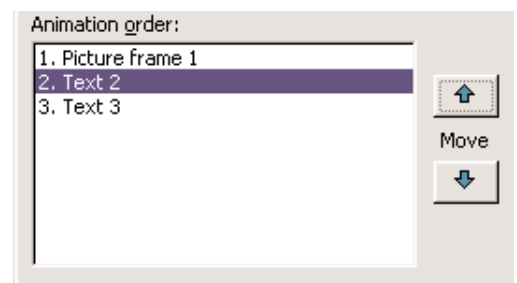 Animation order:
1. Picture frame 1
2. Text 2
3. Text 3
Move